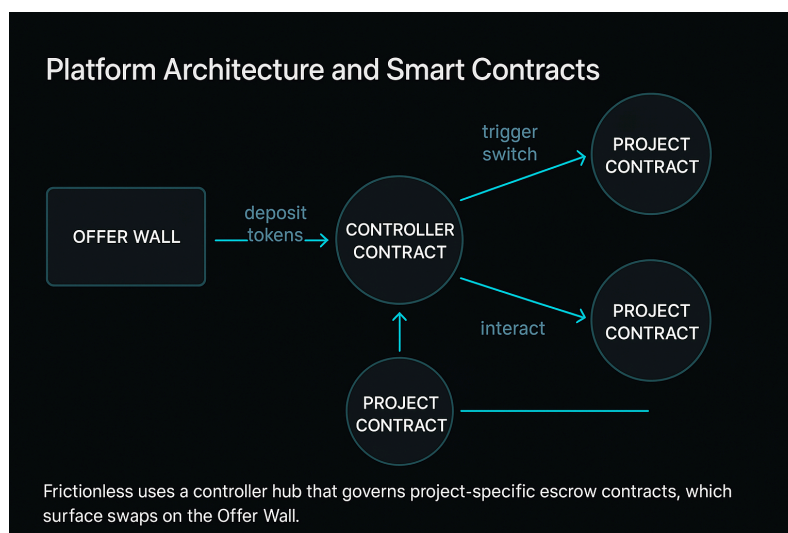 Platform Architecture and Smart Contracts
trigger
switch
PROJECT
CONTRACT
OFFER WALL
deposit
tokens
CONTROLLER
CONTRACT
PROJECT
CONTRACT
interact
PROJECT
CONTRACT
Frictionless uses a controller hub that governs project-specific escrow contracts, which
surface swaps on the Offer Wall.